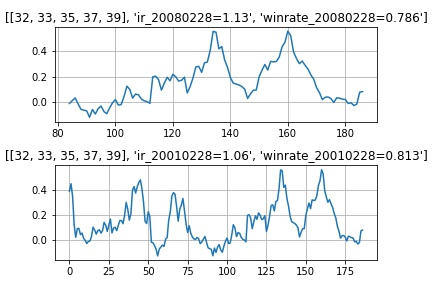 [[32, 33, 35, 37, 39], 'ir_20080228=1.13', 'winrate_20080228=0.786']
0.4
0.2
0.0
80 100 120 140 160 180
[[32, 33, 35, 37, 39], 'ir_20010228=1.06', 'winrate_20010228=0.813']
0.4
0.2
0.0
0 25 50 75 100 125 150 175